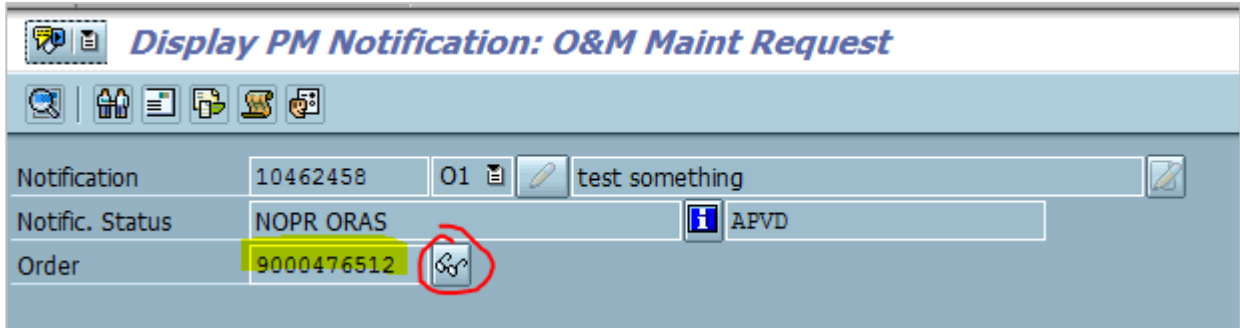 Display PM Notification: O&M Maint Request
Notification 10462458 O1 test something
Notific. Status NOPR ORAS APVD
Order 9000476512